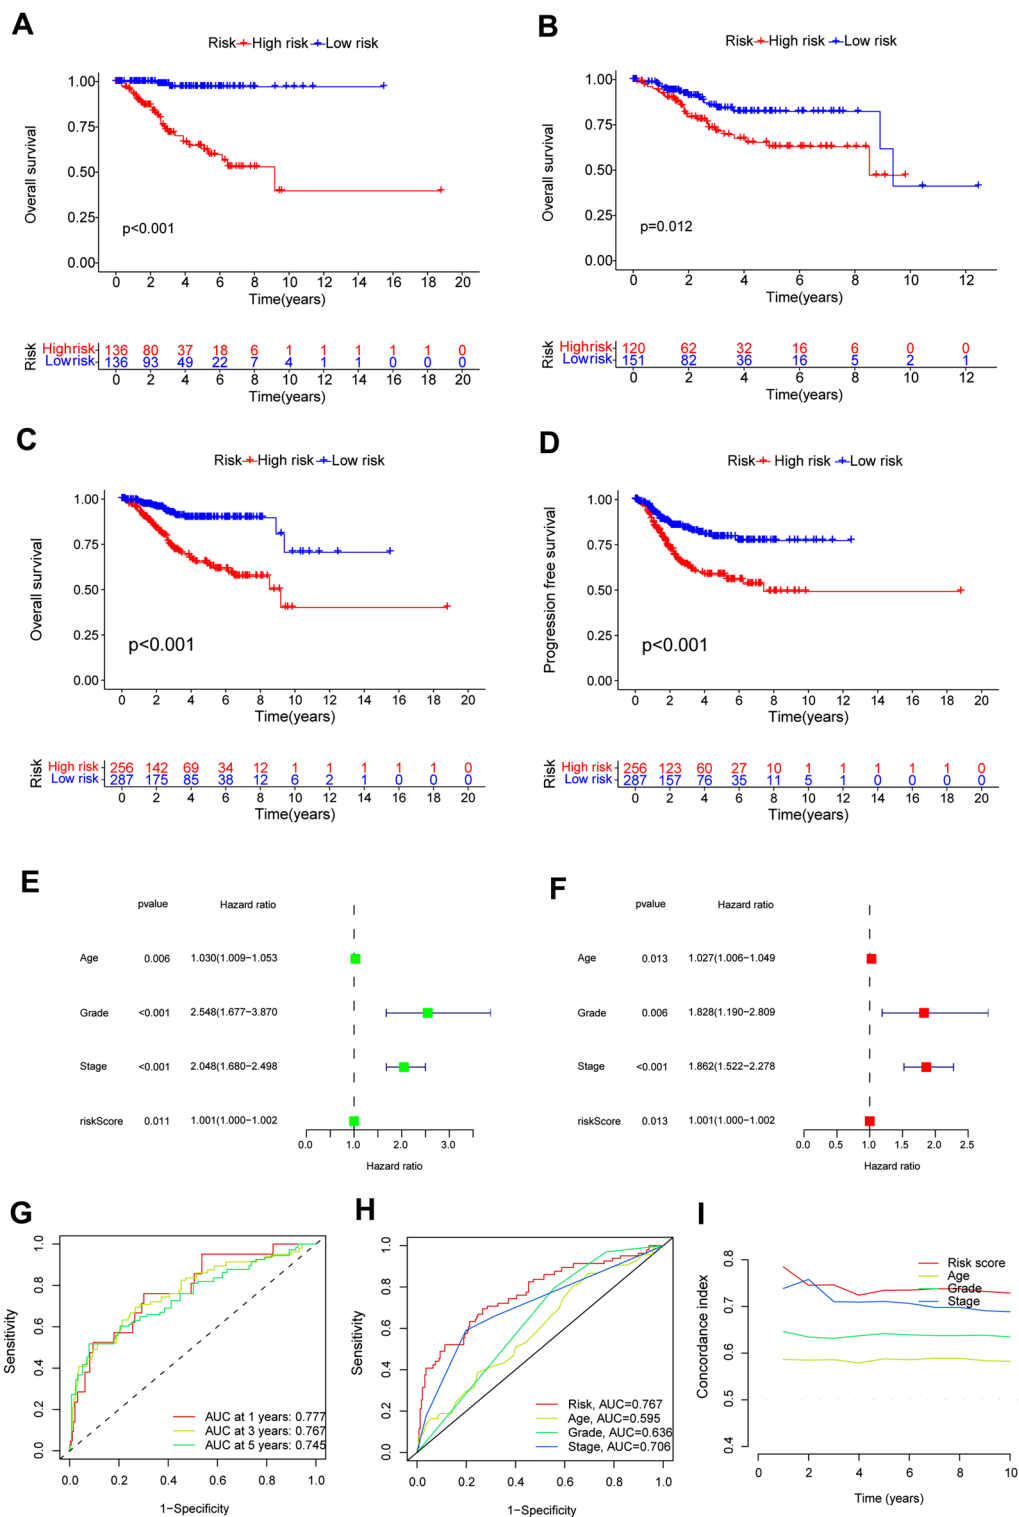 A
Risk High risk Low risk
Overall survival
1.00
0.75
0.50
0.25
0.00
p<0.001
0 2 4 6 8 10 12 14 16 18 20
Time(years)
Risk
Highrisk 136 80 37 18 6 1 1 1 1 1 0
Lowrisk 136 93 49 22 7 4 1 1 0 0 0
0 2 4 6 8 10 12 14 16 18 20
Time(years)
B
Risk High risk Low risk
Overall survival
1.00
0.75
0.50
0.25
0.00
p=0.012
0 2 4 6 8 10 12
Time(years)
Risk
Highrisk 120 62 32 16 6 0 0
Lowrisk 151 82 36 16 5 2 1
0 2 4 6 8 10 12
Time(years)
C
Risk High risk Low risk
Overall survival
1.00
0.75
0.50
0.25
0.00
p<0.001
0 2 4 6 8 10 12 14 16 18 20
Time(years)
Risk
High risk 256 142 69 34 12 1 1 1 1 1 0
Low risk 287 175 85 38 12 6 2 1 0 0 0
0 2 4 6 8 10 12 14 16 18 20
Time(years)
D
Risk High risk Low risk
Progression free survival
1.00
0.75
0.50
0.25
0.00
p<0.001
0 2 4 6 8 10 12 14 16 18 20
Time(years)
Risk
High risk 256 123 60 27 10 1 1 1 1 1 0
Low risk 287 157 76 35 11 5 1 0 0 0 0
0 2 4 6 8 10 12 14 16 18 20
Time(years)
E
pvalue Hazard ratio
Age 0.006 1.030(1.009−1.053
Grade <0.001 2.548(1.677−3.870
Stage <0.001 2.048(1.680−2.498
riskScore 0.011 1.001(1.000−1.002
0.0 1.0 2.0 3.0
Hazard ratio
F
pvalue Hazard ratio
Age 0.013 1.027(1.006−1.049
Grade 0.006 1.828(1.190−2.809
Stage <0.001 1.862(1.522−2.278
riskScore 0.013 1.001(1.000−1.002
0.0 0.5 1.0 1.5 2.0 2.5
Hazard ratio
G
Sensitivity
1.0
0.8
0.6
0.4
0.2
0.0
AUC at 1 years: 0.777
AUC at 3 years: 0.767
AUC at 5 years: 0.745
0.0 0.2 0.4 0.6 0.8 1.0
1−Specificity
H
Sensitivity
1.0
0.8
0.6
0.4
0.2
0.0
Risk, AUC=0.767
Age, AUC=0.595
Grade, AUC=0.636
Stage, AUC=0.706
0.0 0.2 0.4 0.6 0.8 1.0
1−Specificity
I
Concordance index
0.8
0.7
0.6
0.5
0.4
Risk score
Age
Grade
Stage
0 2 4 6 8 10
Time (years)